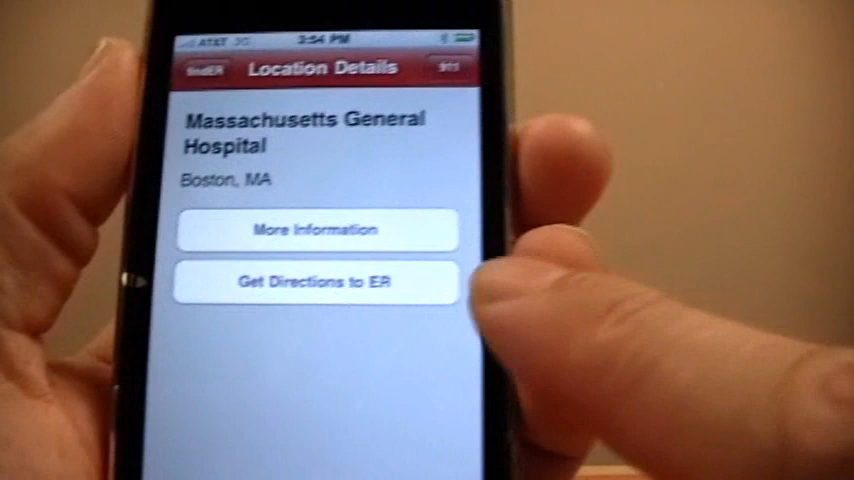 AT&T 3G 2:54 PM
findER Location Details 911
Massachusetts General
Hospital
Boston, MA
More Information
Get Directions to ER